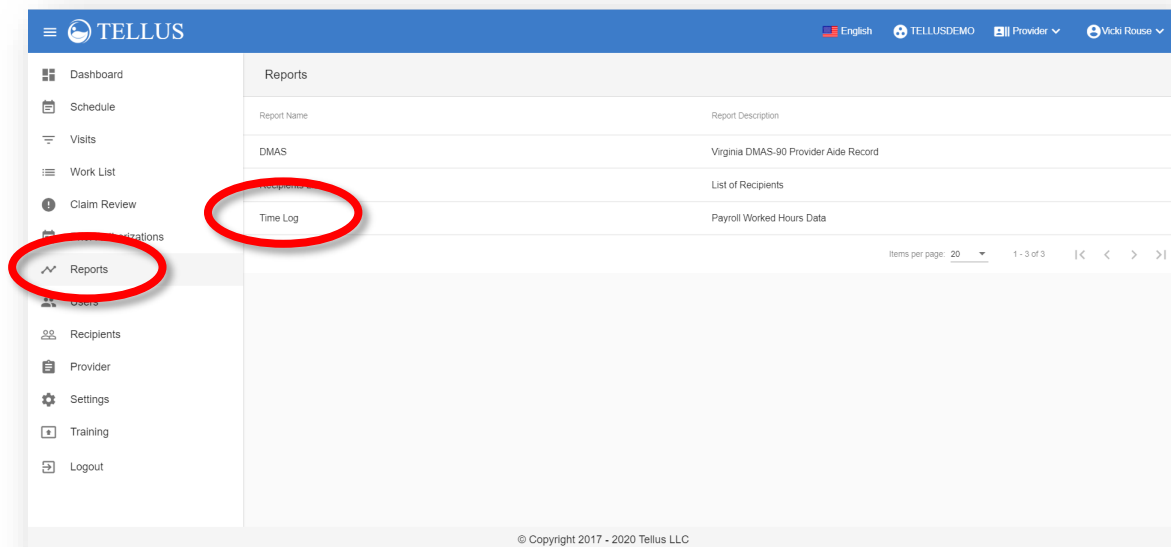 TELLUS
English TELLUSDEMO Provider Vicki Rouse
Dashboard
Schedule
Visits
Work List
Claim Review
Reports
Users
Recipients
Provider
Settings
Training
Logout
Reports
Report Name Report Description
DMAS Virginia DMAS-90 Provider Aide Record
List of Recipients
Time Log Payroll Worked Hours Data
Items per page: 20 1 - 3 of 3
© Copyright 2017 - 2020 Tellus LLC